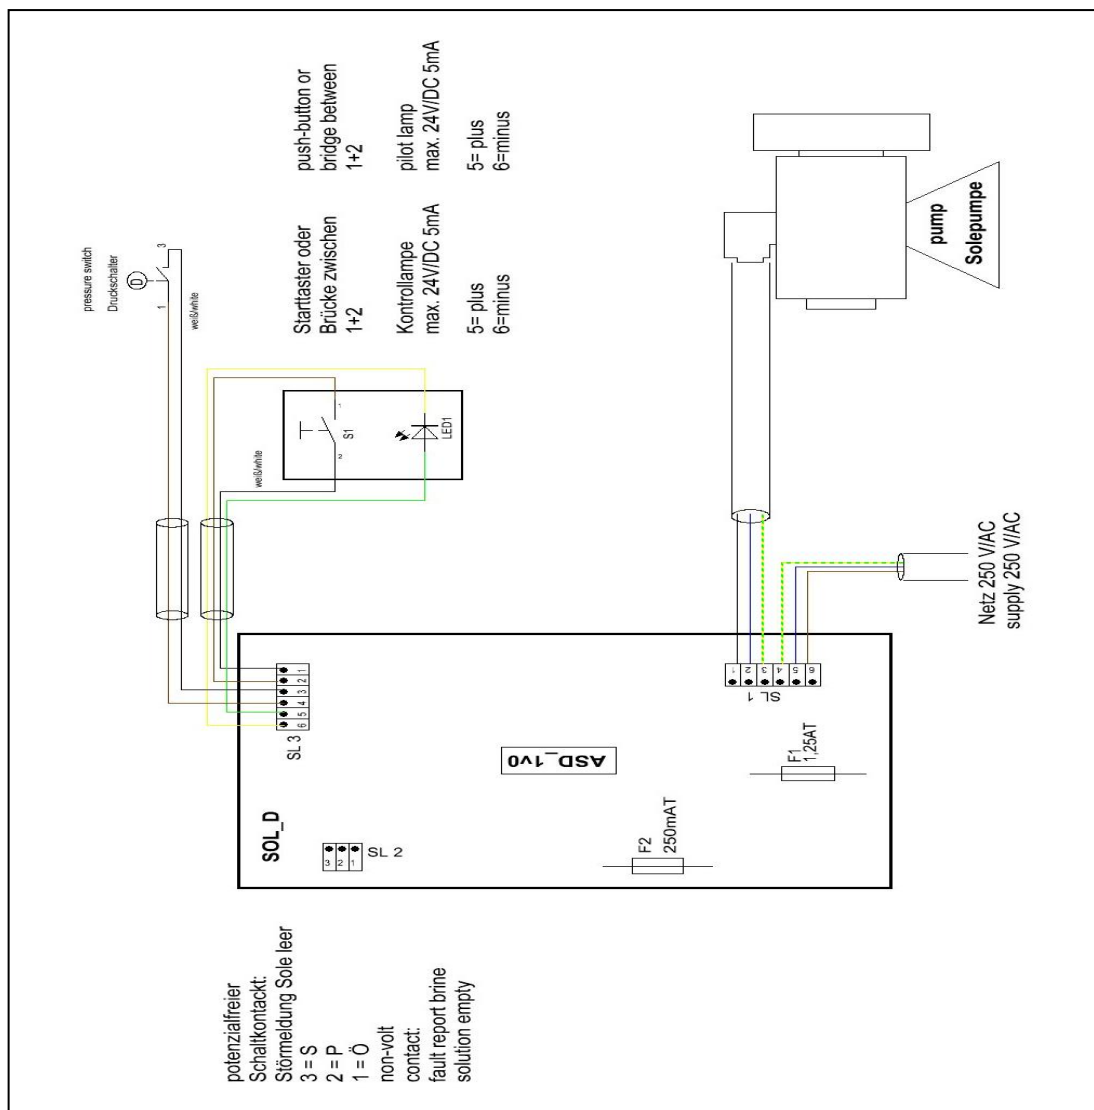 potenzialfreier
Schaltkontackt:
Störmeldung Sole leer
3 = S
2 = P
1 = Ö
non-volt
contact:
fault report brine
solution empty
SOL_D
3
2
1
SL 2
SL 3
6
5
4
3
2
1
ASD_1v0
F2
250mAT
F1
1,25AT
SL 1
1
2
3
4
5
6
pressure switch
Druckschalter
D
1
3
weiß/white
weiß/white
1
2
S1
LED1
Starttaster oder
Brücke zwischen
1+2
Kontrollampe
max. 24V/DC 5mA
5= plus
6=minus
push-button or
bridge between
1+2
pilot lamp
max. 24V/DC 5mA
5= plus
6=minus
pump
Solepumpe
Netz 250 V/AC
supply 250 V/AC